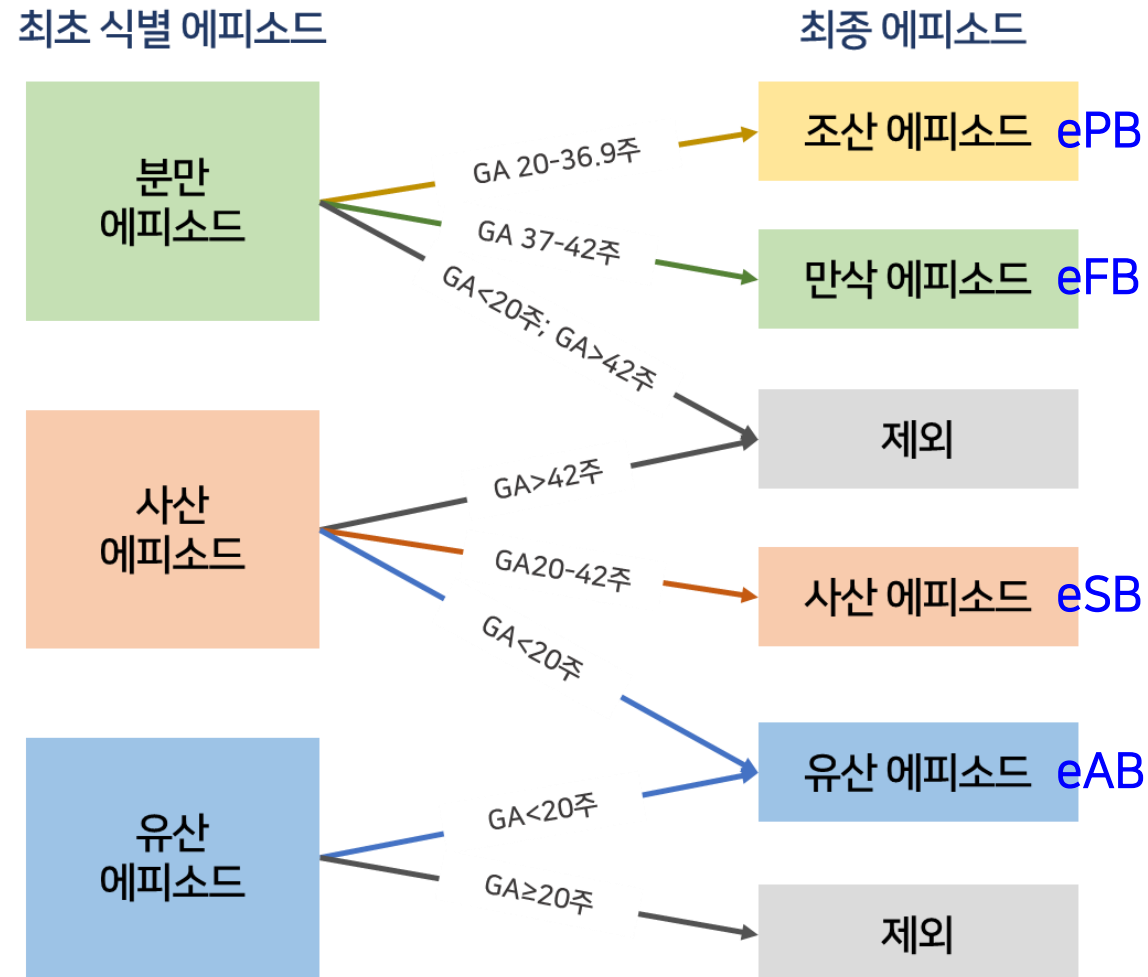 최초 식별 에피소드
최종 에피소드
분만
에피소드
GA 20-36.9주
조산 에피소드 ePB
GA 37-42주
만삭 에피소드 eFB
GA<20주; GA>42주
제외
사산
에피소드
GA>42주
GA20-42주
사산 에피소드 eSB
GA<20주
유산 에피소드 eAB
유산
에피소드
GA<20주
GA≥20주
제외